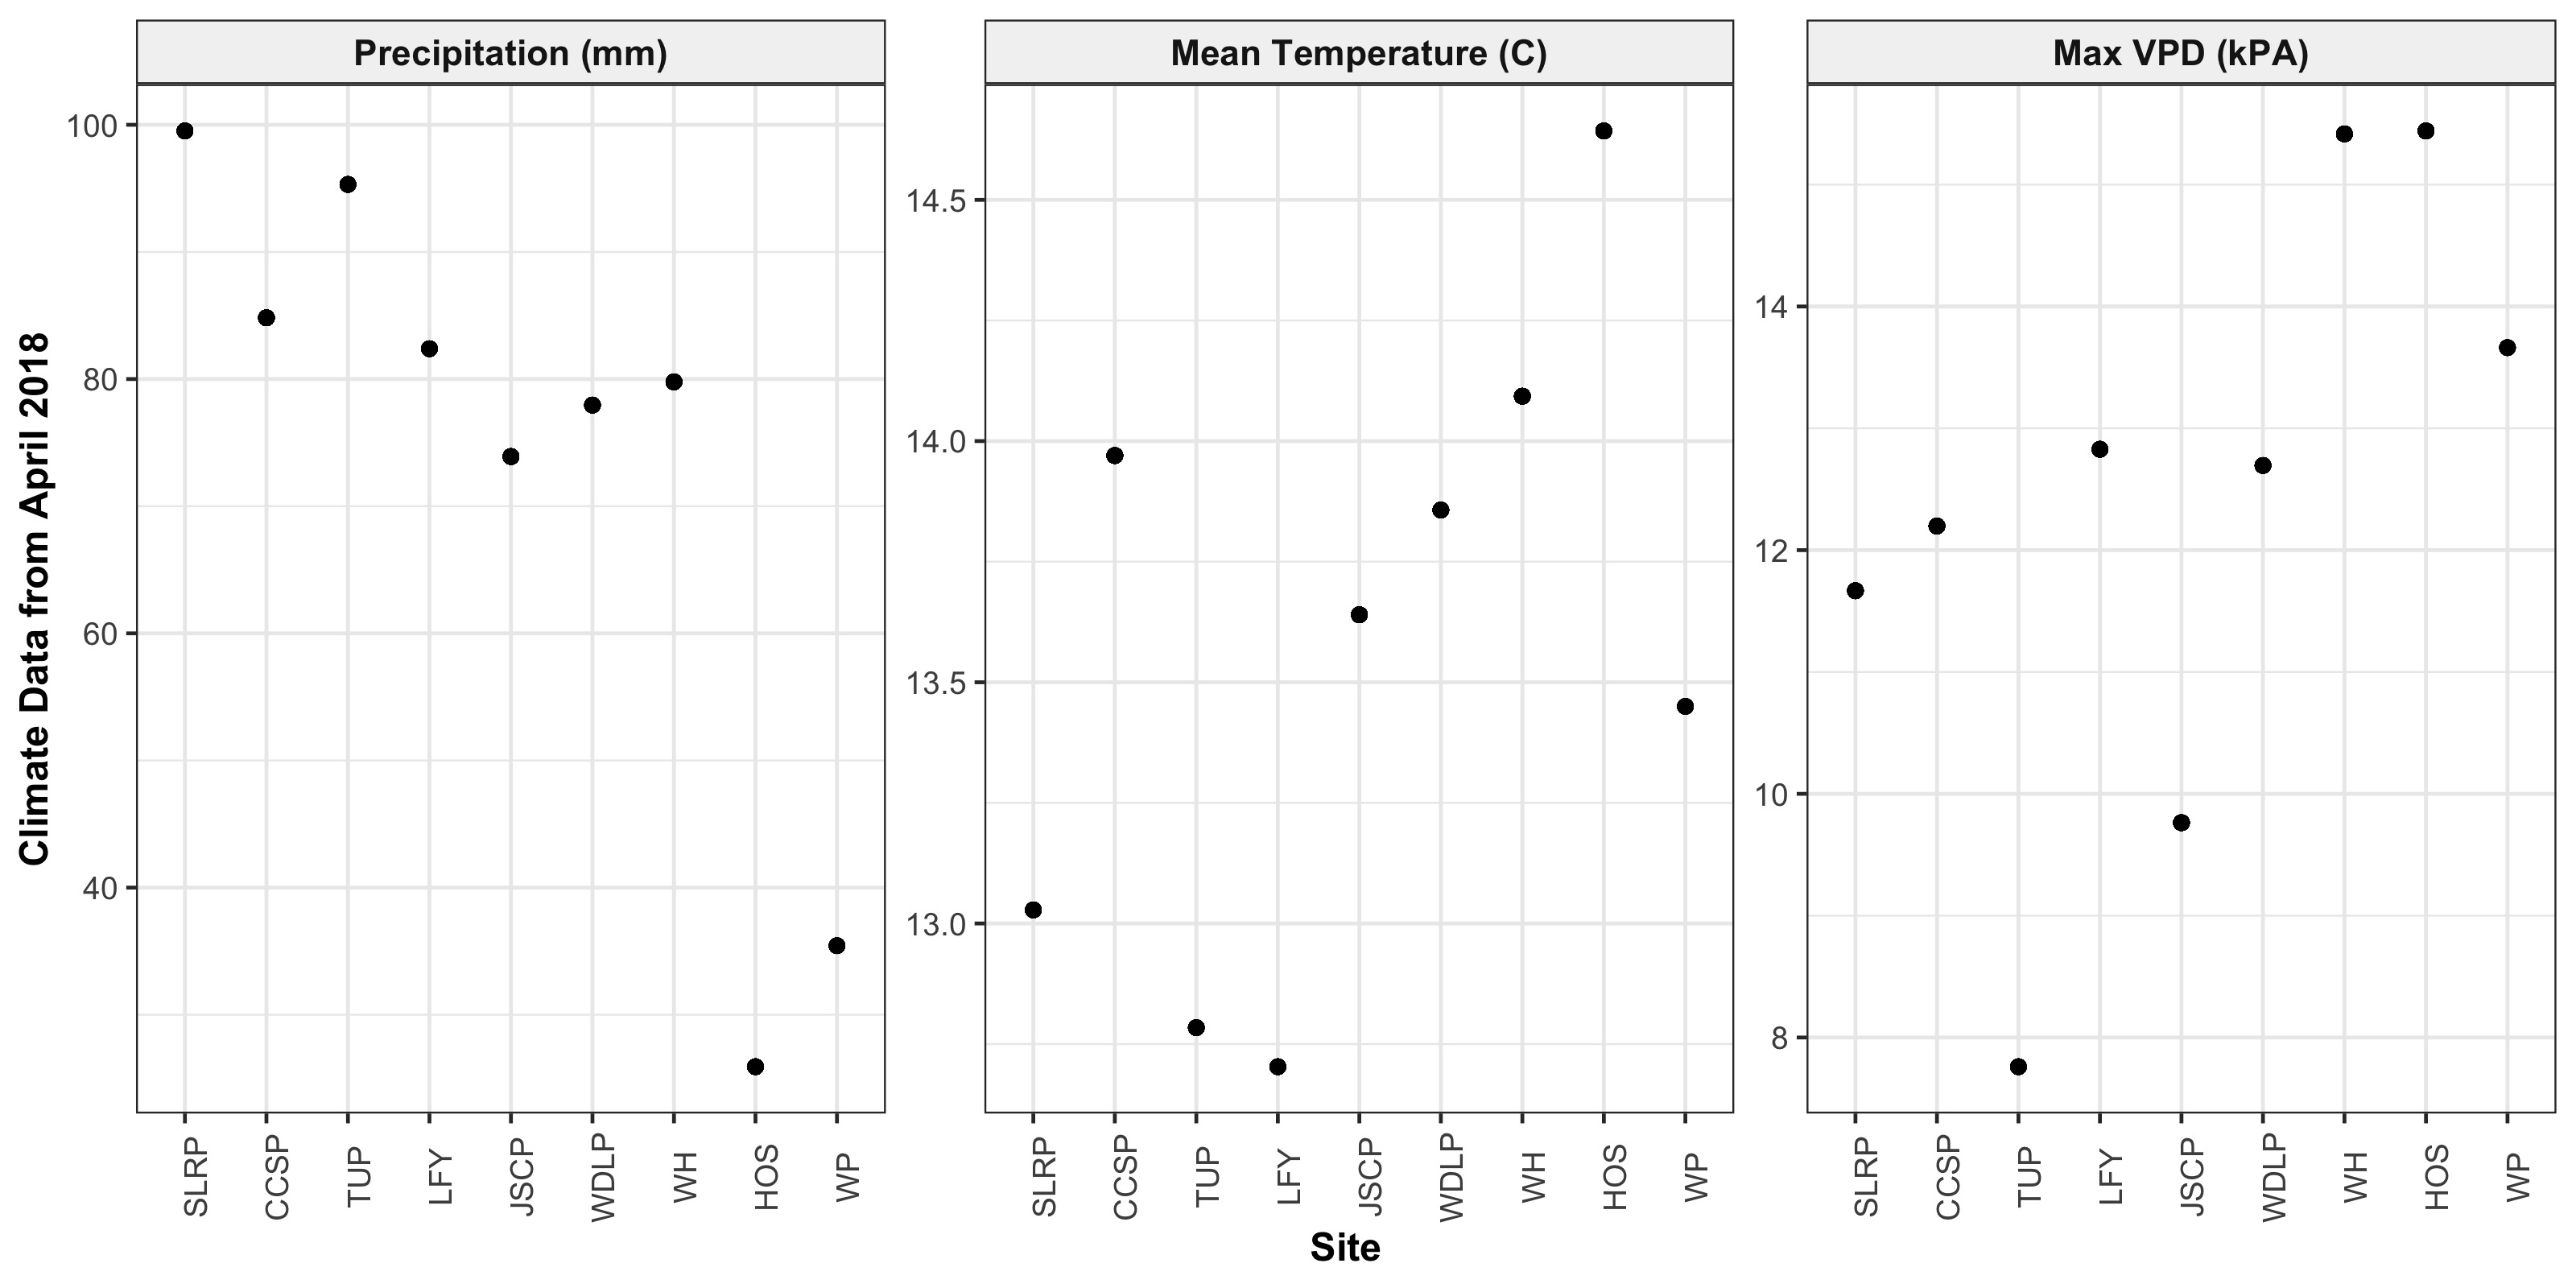 Precipitation (mm)
Mean Temperature (C)
Max VPD (kPA)
Climate Data from April 2018
100
80
60
40
14.5
14.0
13.5
13.0
14
12
10
8
SLRP
CCSP
TUP
LFY
JSCP
WDLP
WH
HOS
WP
SLRP
CCSP
TUP
LFY
JSCP
WDLP
WH
HOS
WP
SLRP
CCSP
TUP
LFY
JSCP
WDLP
WH
HOS
WP
Site